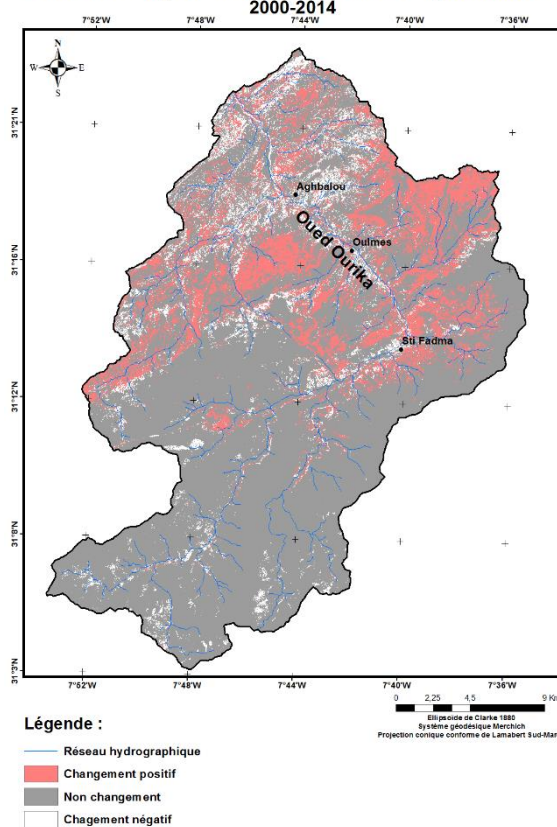 2000-2014
7°52'W 7°48'W 7°44'W 7°40'W 7°36'W
N
W E
S
31°21'N
Aghbalou
Oued Ourika
Oulmes
31°16'N
Sti Fadma
31°12'N
31°8'N
31°3'N
7°52'W 7°48'W 7°44'W 7°40'W 7°36'W
0 2,25 4,5 9 Km
Ellipsoide de Clarke 1880
Système géodésique Merchich
Projection conique conforme de Lamabert Sud-Mar
Légende :
Réseau hydrographique
Changement positif
Non changement
Chagement négatif